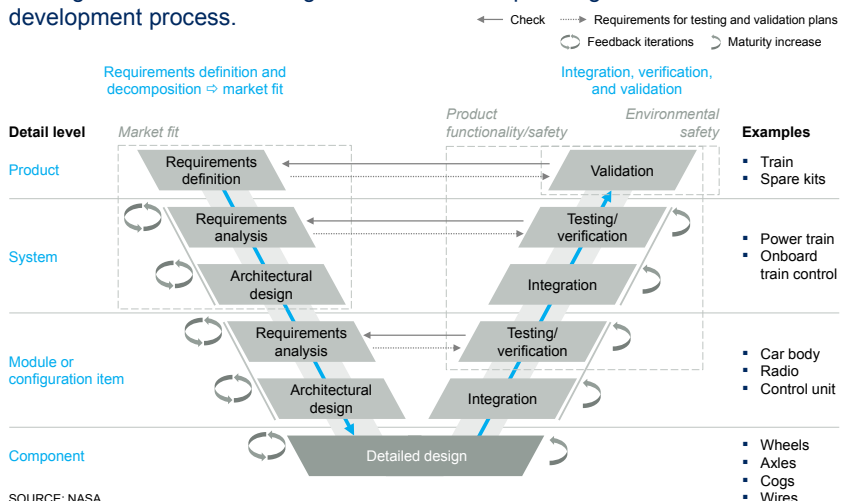 development process.
Check
Requirements for testing and validation plans
Feedback iterations
Maturity increase
Requirements definition and
decomposition ⇨ market fit
Integration, verification,
and validation
Detail level
Market fit
Product
functionality/safety
Environmental
safety
Examples
Product
Requirements
definition
Validation
▪ Train
▪ Spare kits
System
Requirements
analysis
Testing/
verification
Architectural
design
Integration
▪ Power train
▪ Onboard
train control
Module or
configuration item
Requirements
analysis
Testing/
verification
Architectural
design
Integration
▪ Car body
▪ Radio
▪ Control unit
Component
Detailed design
▪ Wheels
▪ Axles
▪ Cogs
▪ Wires
SOURCE: NASA